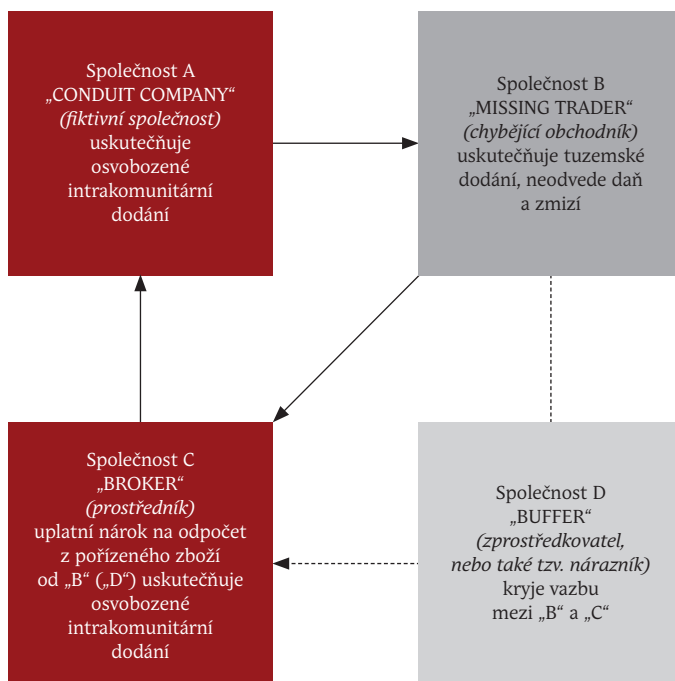 Společnost A
„CONDUIT COMPANY“
(fiktivní společnost)
uskutečňuje
osvobozené
intrakomunitární
dodání
Společnost B
„MISSING TRADER“
(chybějící obchodník)
uskutečňuje tuzemské
dodání, neodvede daň
a zmizí
Společnost C
„BROKER“
(prostředník)
uplatní nárok na odpočet
z pořízeného zboží
od „B“ („D“) uskutečňuje
osvobozené
intrakomunitární
dodání
Společnost D
„BUFFER“
(zprostředkovatel,
nebo také tzv. nárazník)
kryje vazbu
mezi „B“ a „C“